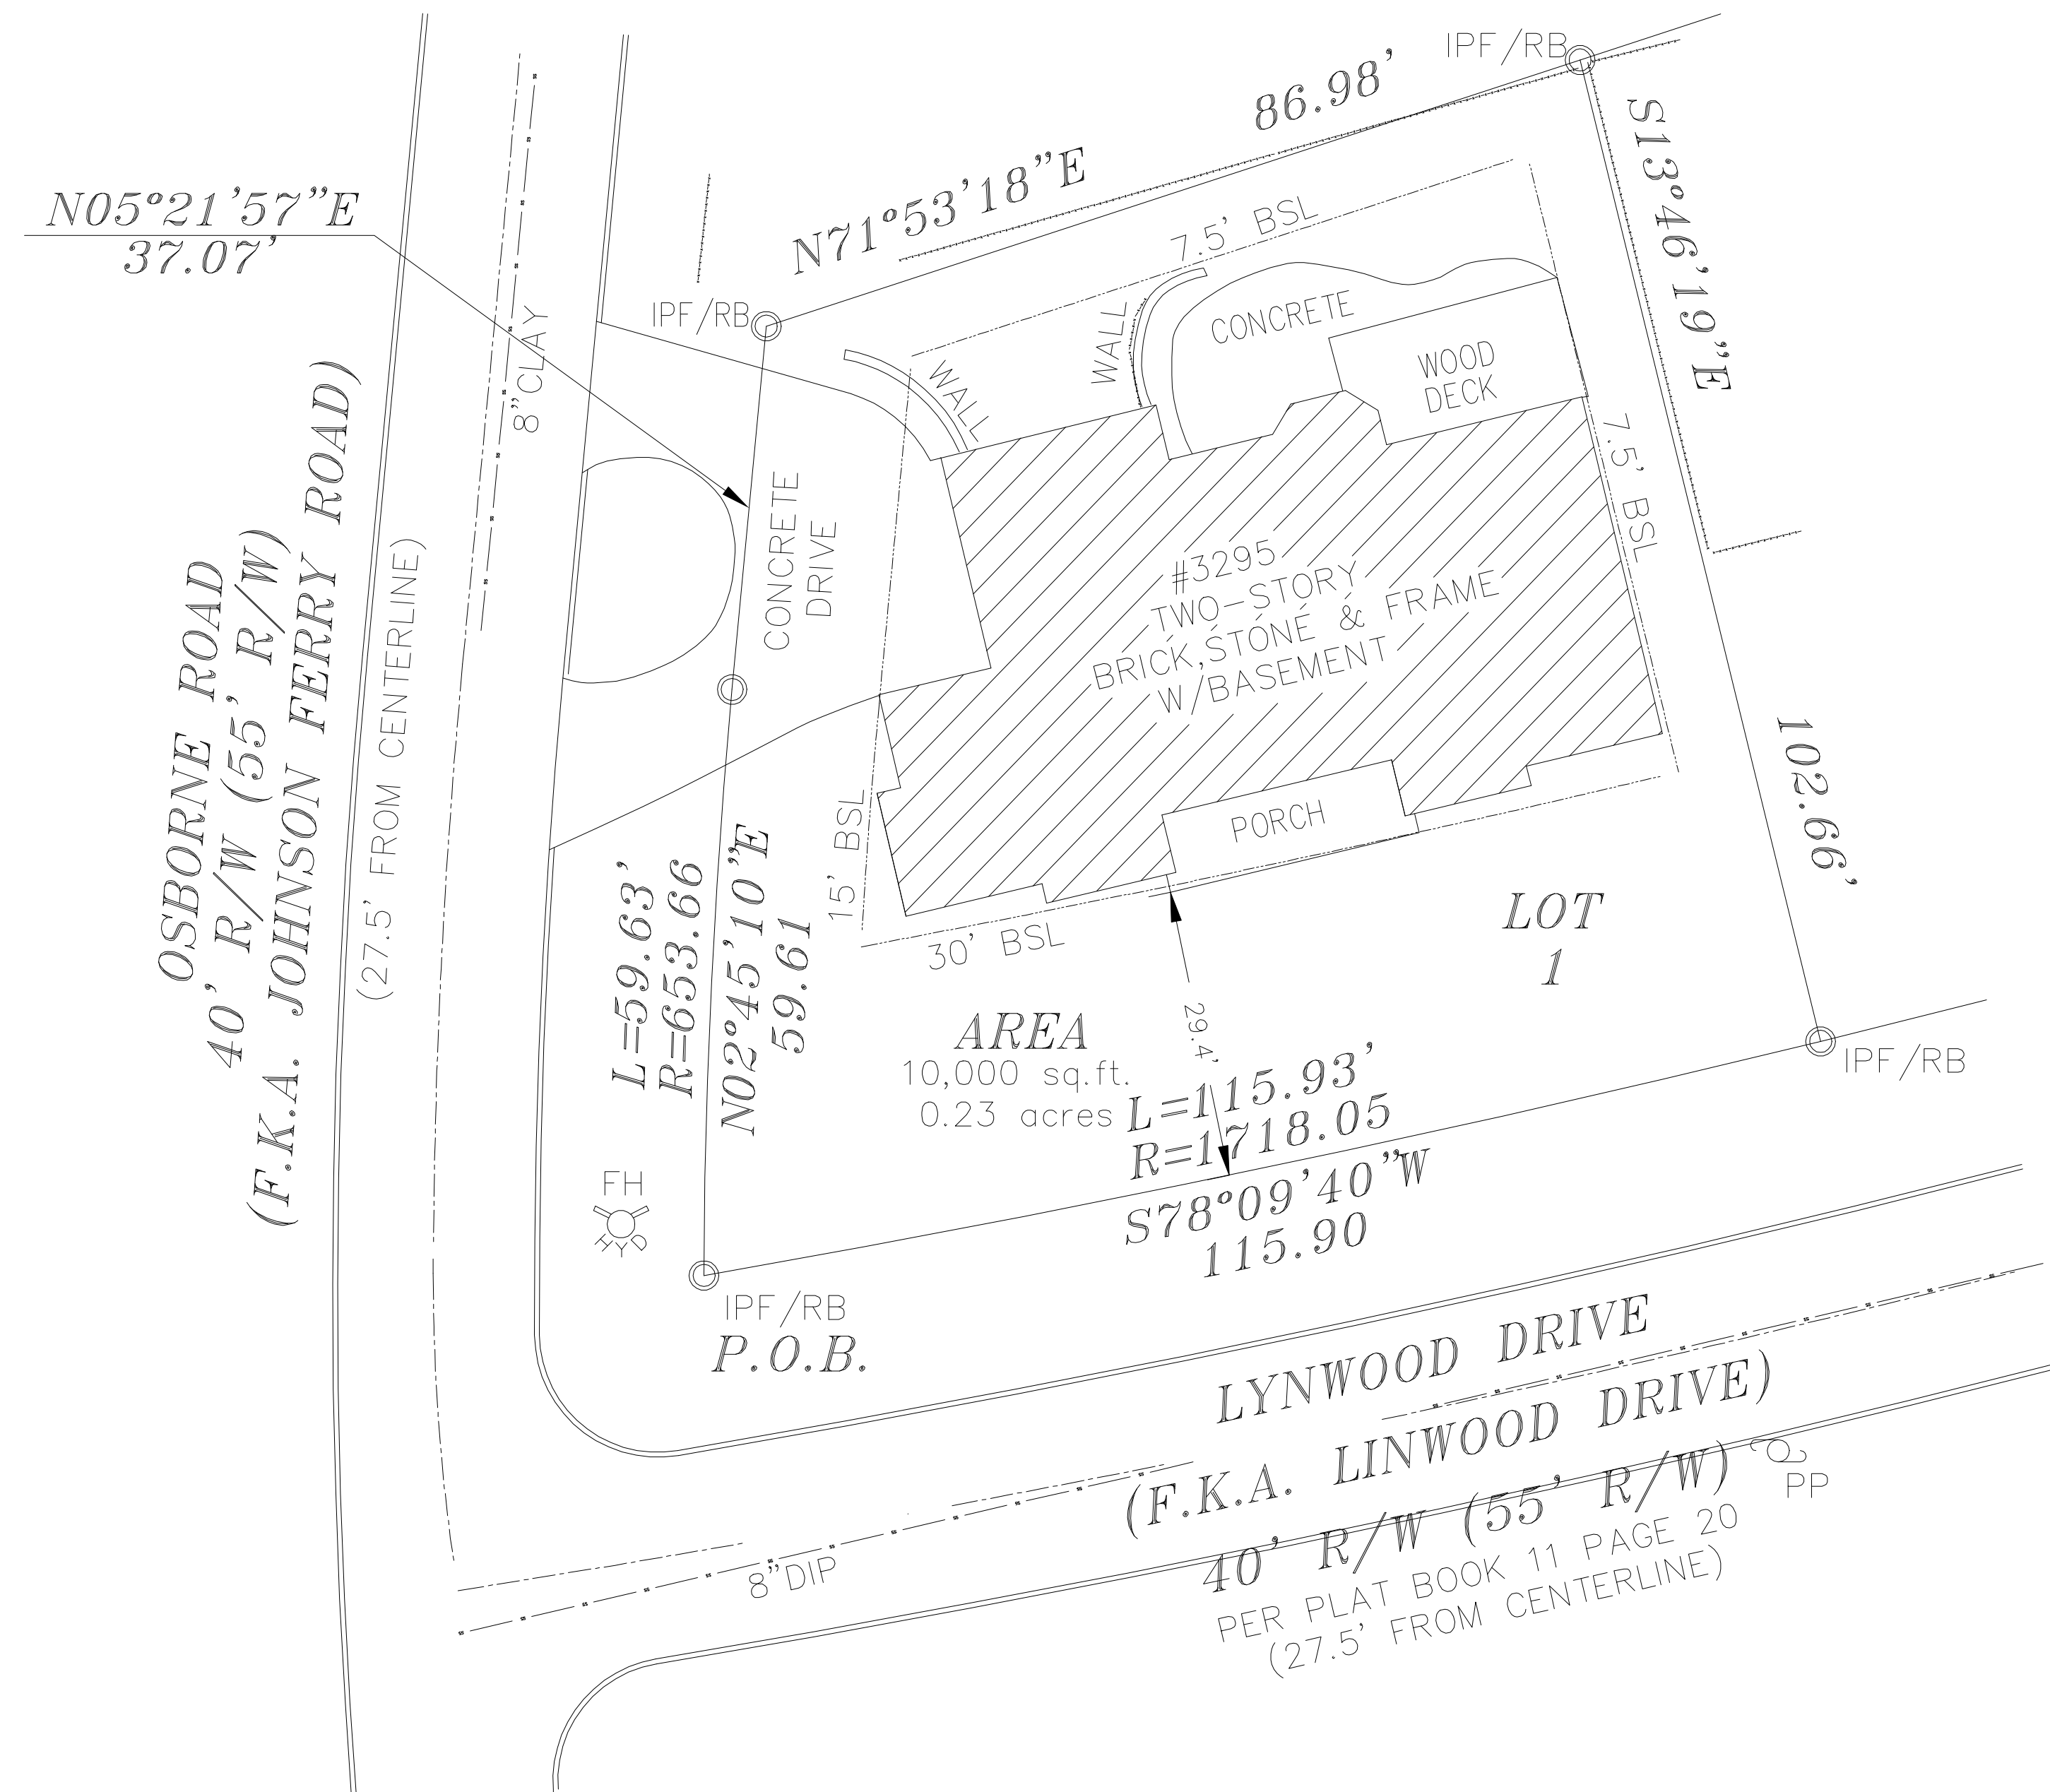 IPF/RB
86.98'
N71°53'18"E
S13°46'19"E
N05°21'57"E
37.07'
7.5' BSL
IPF/RB
8"CLAY
WALL
WALL
CONCRETE
WOOD
DECK
7.5' BSL
CONCRETE
DRIVE
#3295
TWO-STORY
BRICK,STONE & FRAME
W/BASEMENT
OSBORNE ROAD
40' R/W (55' R/W)
(F.K.A. JOHNSON FERRY ROAD)
(27.5' FROM CENTERLINE)
102.66'
PORCH
15' BSL
30' BSL
L=59.63'
R=653.66
N02°45'10"E
59.61
LOT
1
AREA
10,000 sq.ft.
0.23 acres
29.4'
L=115.93'
R=1718.05
S78°09'40"W
115.90
IPF/RB
FH
HYD
IPF/RB
P.O.B.
LYNWOOD DRIVE
(F.K.A. LINWOOD DRIVE)
40' R/W (55' R/W)
PER PLAT BOOK 11 PAGE 20
(27.5' FROM CENTERLINE)
PP
8"DIP